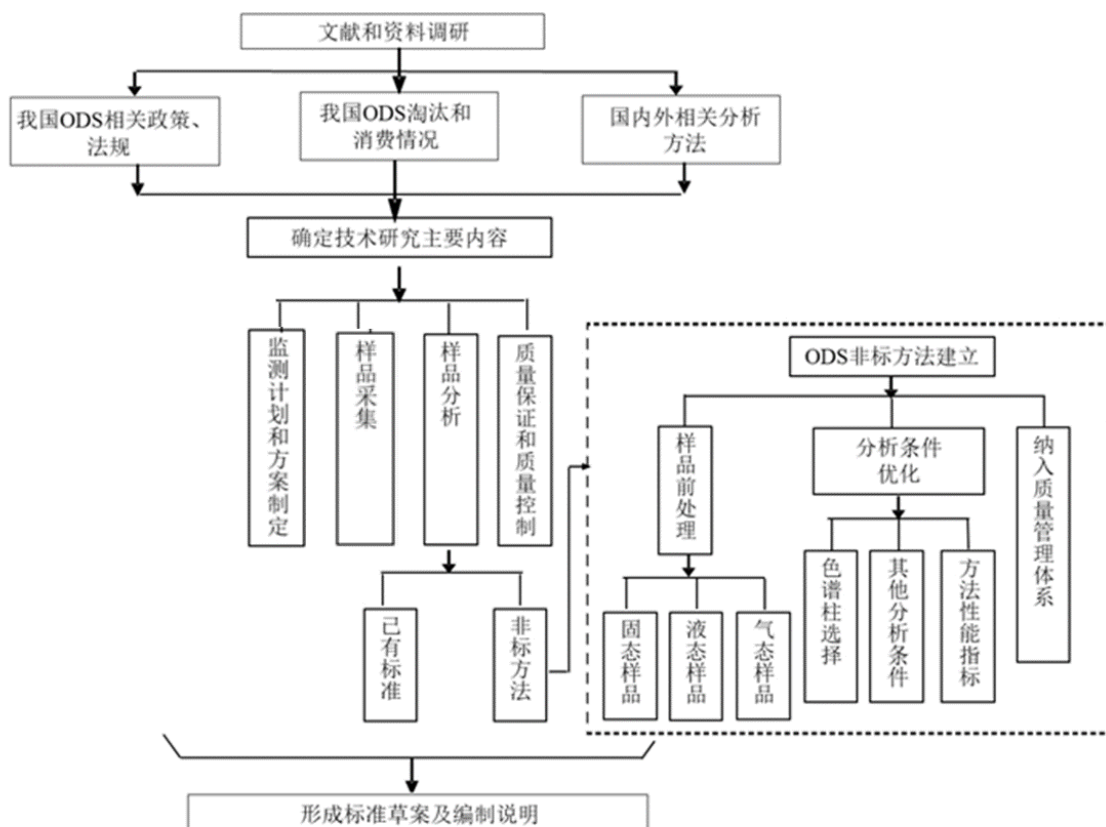 文献和资料调研
我国ODS相关政策、
法规
我国ODS淘汰和
消费情况
国内外相关分析
方法
确定技术研究主要内容
监测计划和方案制定
样品采集
样品分析
质量保证和质量控制
已有标准
非标方法
ODS非标方法建立
样品前处理
分析条件
优化
纳入质量管理体系
固态样品
液态样品
气态样品
色谱柱选择
其他分析条件
方法性能指标
形成标准草案及编制说明